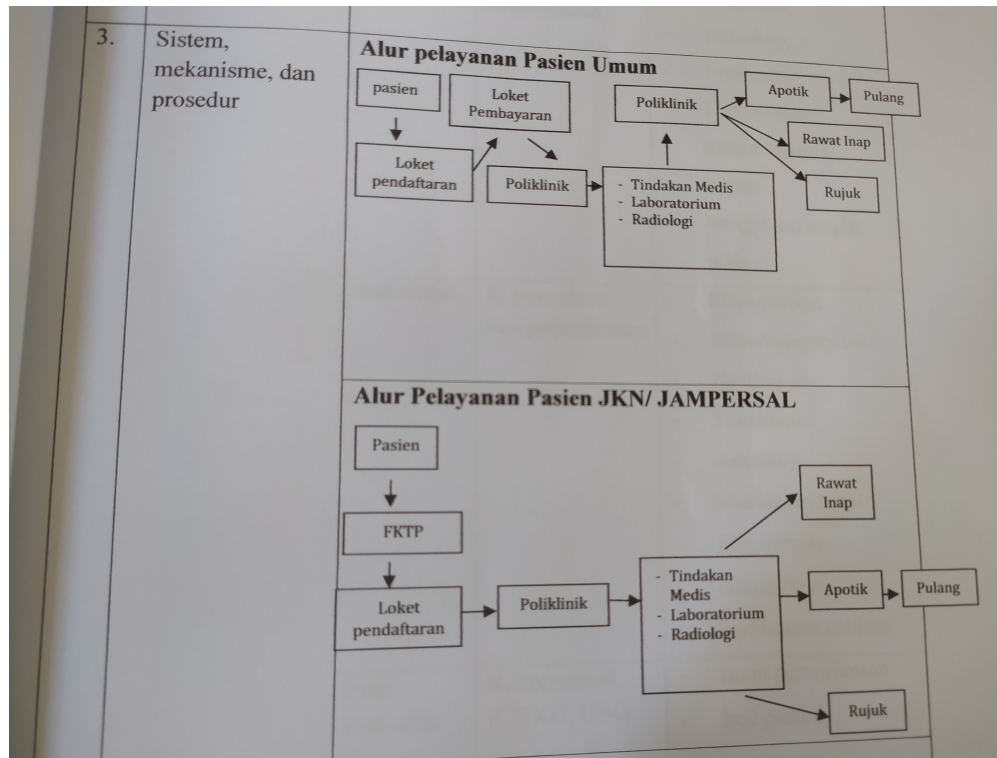 3.
Sistem,
mekanisme, dan
prosedur
Alur pelayanan Pasien Umum
pasien
Loket
pendaftaran
Loket
Pembayaran
Poliklinik
- Tindakan Medis
- Laboratorium
- Radiologi
Poliklinik
Apotik
Pulang
Rawat Inap
Rujuk
Alur Pelayanan Pasien JKN/ JAMPERSAL
Pasien
FKTP
Loket
pendaftaran
Poliklinik
- Tindakan
Medis
- Laboratorium
- Radiologi
Rawat
Inap
Apotik
Pulang
Rujuk